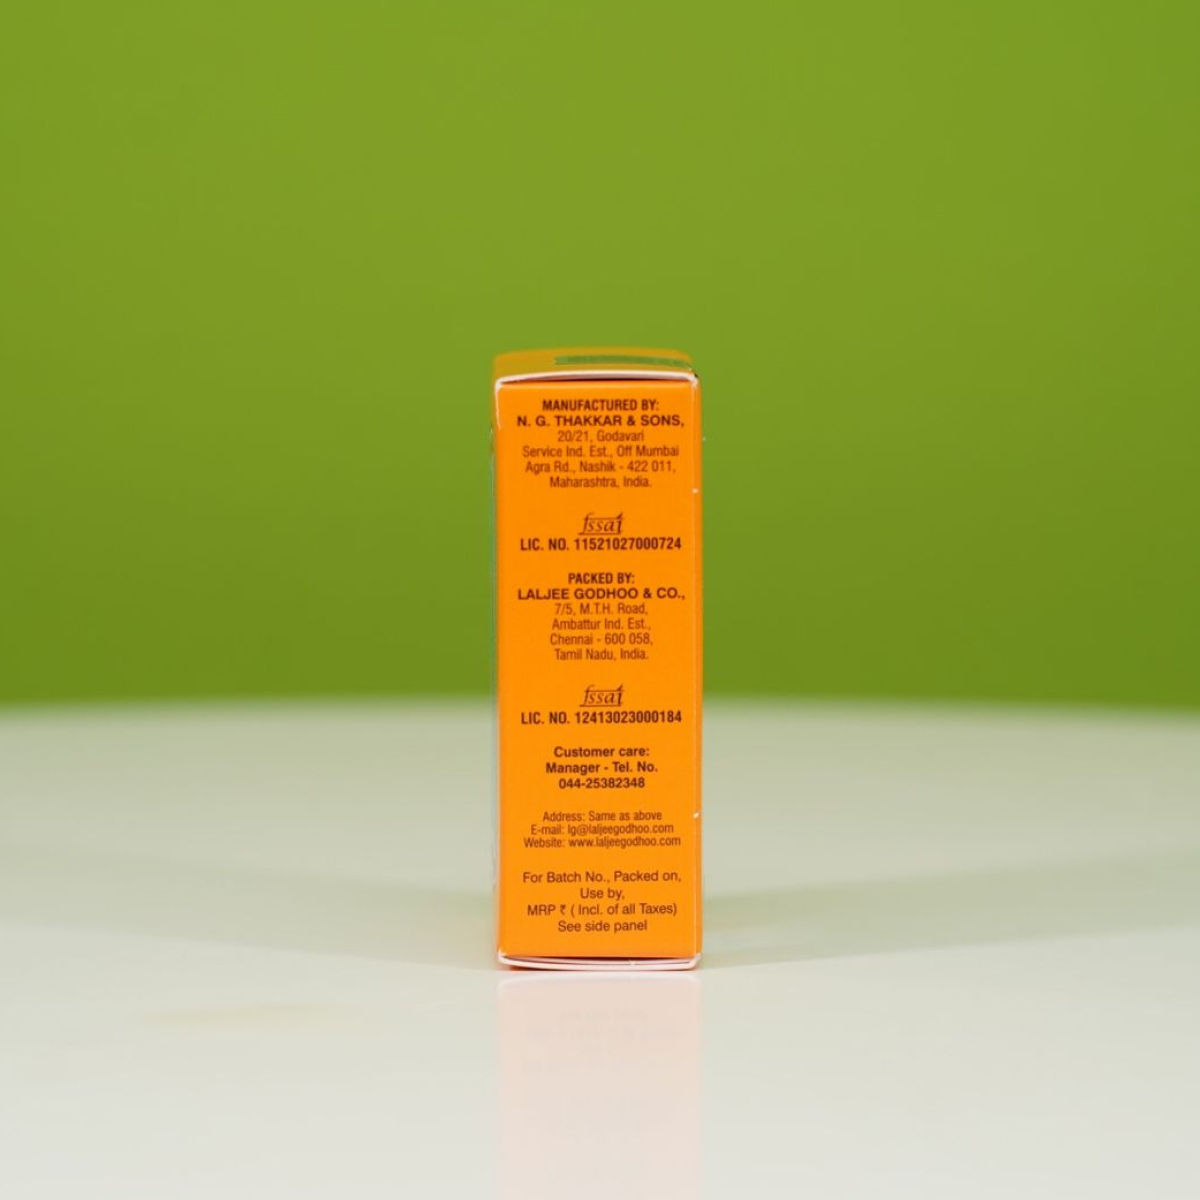 MANUFACTURED BY:
N. G. THAKKAR & SONS,
20/21, Godavari
Service Ind. Est., Off Mumbai
Agra Rd., Nashik - 422 011,
Maharashtra, India.
fssai
LIC. NO. 11521027000724
PACKED BY:
LALJEE GODHOO & CO.,
7/5, M.T.H. Road,
Ambattur Ind. Est.,
Chennai - 600 058,
Tamil Nadu, India.
fssai
LIC. NO. 12413023000184
Customer care:
Manager - Tel. No.
044-25382348
Address: Same as above
E-mail: lg@laljeegodhoo.com
Website: www.laljeegodhoo.com
For Batch No., Packed on,
Use by,
MRP ₹ ( Incl. of all Taxes)
See side panel